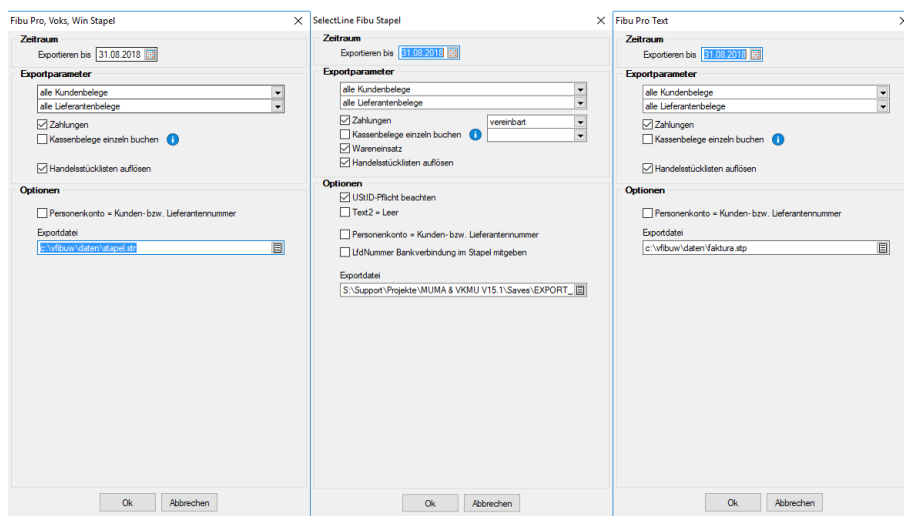 Fibu Pro, Voks, Win Stapel
Zeitraum
Exportieren bis 31.08.2018
Exportparameter
alle Kundenbelege
alle Lieferantenbelege
Zahlungen
Kassenbelege einzeln buchen
Handelsstücklisten auflösen
Optionen
Personenkonto = Kunden- bzw. Lieferantennummer
Exportdatei
c:\vfibuw\daten\stapel.str
Ok Abbrechen
SelectLine Fibu Stapel
Zeitraum
Exportieren bis 31.08.2018
Exportparameter
alle Kundenbelege
alle Lieferantenbelege
Zahlungen vereinbart
Kassenbelege einzeln buchen
Wareneinsatz
Handelsstücklisten auflösen
Optionen
UStID-Pflicht beachten
Text2 = Leer
Personenkonto = Kunden- bzw. Lieferantennummer
LfdNummer Bankverbindung im Stapel mitgeben
Exportdatei
S:\Support\Projekte\MUMA & VKMU V15.1\Saves\EXPORT_
Ok Abbrechen
Fibu Pro Text
Zeitraum
Exportieren bis 31.08.2018
Exportparameter
alle Kundenbelege
alle Lieferantenbelege
Zahlungen
Kassenbelege einzeln buchen
Handelsstücklisten auflösen
Optionen
Personenkonto = Kunden- bzw. Lieferantennummer
Exportdatei
c:\vfibuw\daten\faktura.stp
Ok Abbrechen